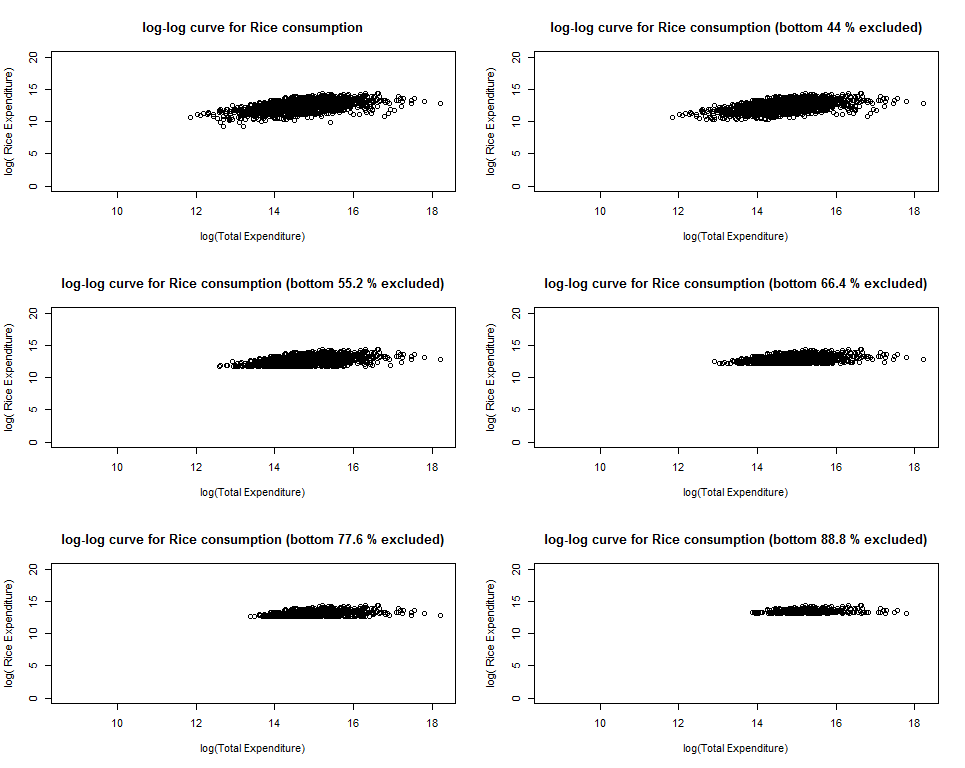 log-log curve for Rice consumption
log( Rice Expenditure)
20
15
10
5
0
10 12 14 16 18
log(Total Expenditure)
log-log curve for Rice consumption (bottom 44 % excluded)
log( Rice Expenditure)
20
15
10
5
0
10 12 14 16 18
log(Total Expenditure)
log-log curve for Rice consumption (bottom 55.2 % excluded)
log( Rice Expenditure)
20
15
10
5
0
10 12 14 16 18
log(Total Expenditure)
log-log curve for Rice consumption (bottom 66.4 % excluded)
log( Rice Expenditure)
20
15
10
5
0
10 12 14 16 18
log(Total Expenditure)
log-log curve for Rice consumption (bottom 77.6 % excluded)
log( Rice Expenditure)
20
15
10
5
0
10 12 14 16 18
log(Total Expenditure)
log-log curve for Rice consumption (bottom 88.8 % excluded)
log( Rice Expenditure)
20
15
10
5
0
10 12 14 16 18
log(Total Expenditure)